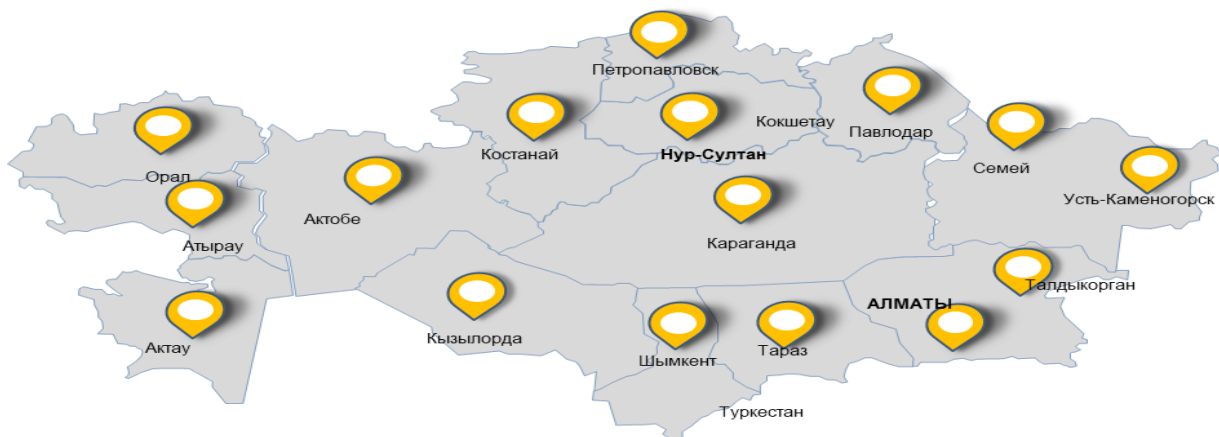 Петропавловск
Кокшетау
Павлодар
Костанай
Нур-Султан
Семей
Орал
Усть-Каменогорск
Актобе
Атырау
Караганда
Талдыкорган
АЛМАТЫ
Кызылорда
Актау
Шымкент
Тараз
Туркестан